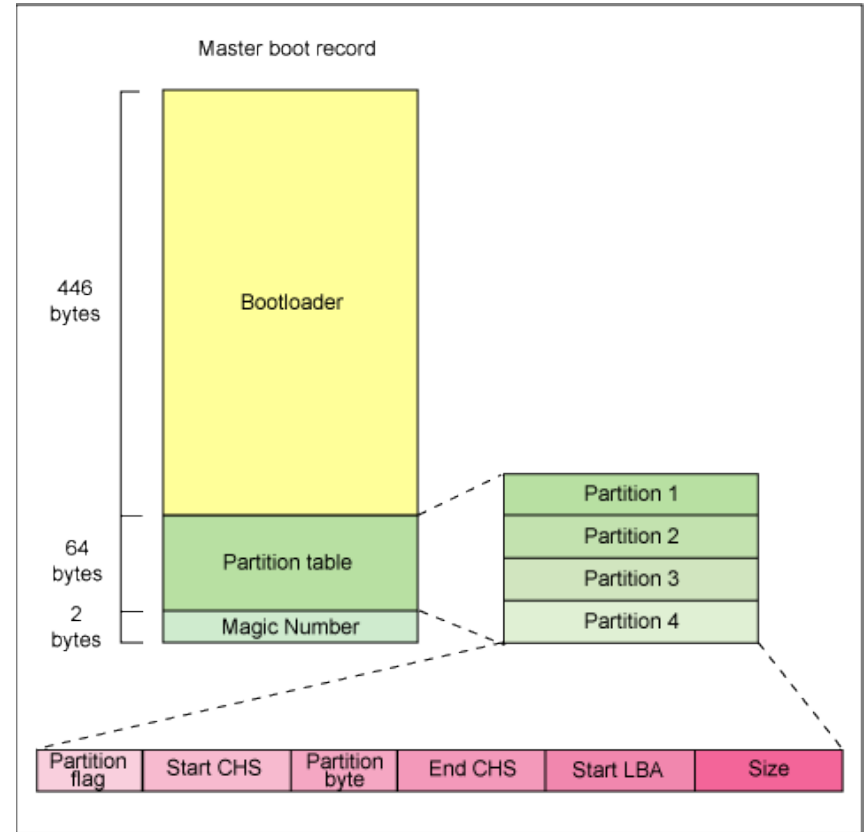 Master boot record
446
bytes
Bootloader
64
bytes
Partition table
2
bytes
Magic Number
Partition 1
Partition 2
Partition 3
Partition 4
Partition
flag
Start CHS
Partition
byte
End CHS
Start LBA
Size